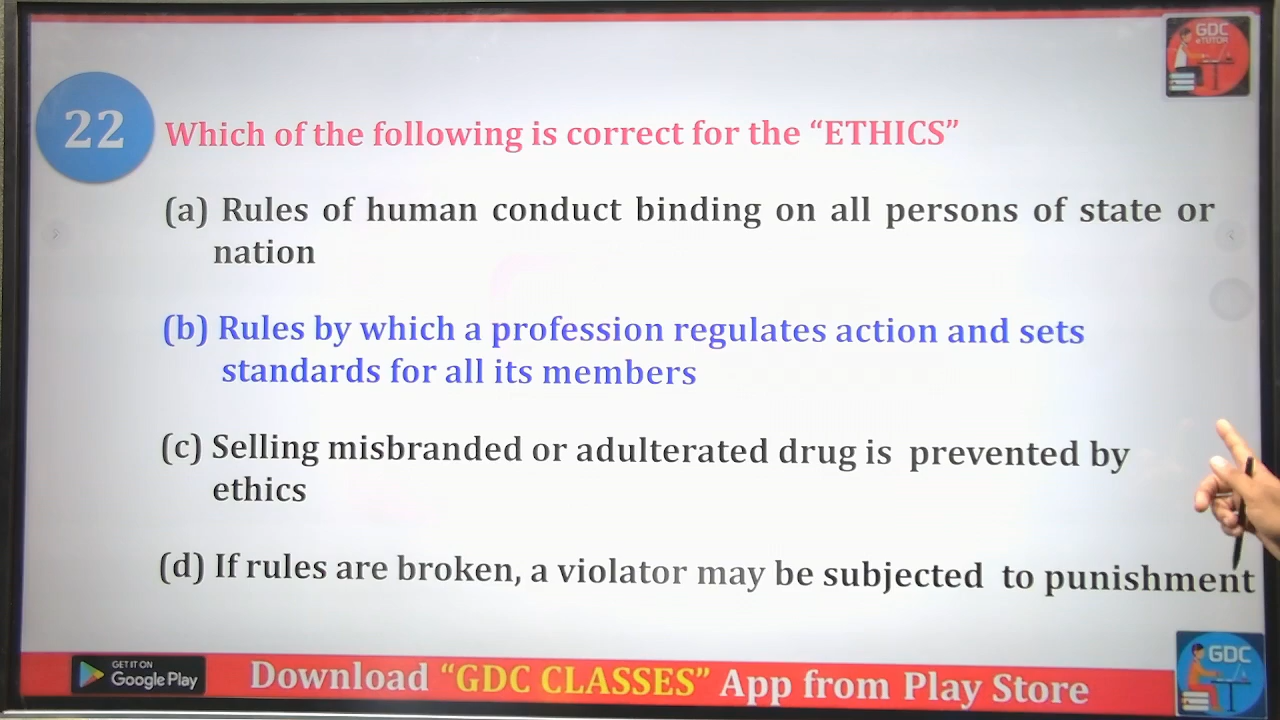 GDC
eTUTOR
22
Which of the following is correct for the “ETHICS”
(a) Rules of human conduct binding on all persons of state or
nation
(b) Rules by which a profession regulates action and sets
standards for all its members
(c) Selling misbranded or adulterated drug is prevented by
ethics
(d) If rules are broken, a violator may be subjected to punishment
GET IT ON
Google Play
Download “GDC CLASSES” App from Play Store
GDC